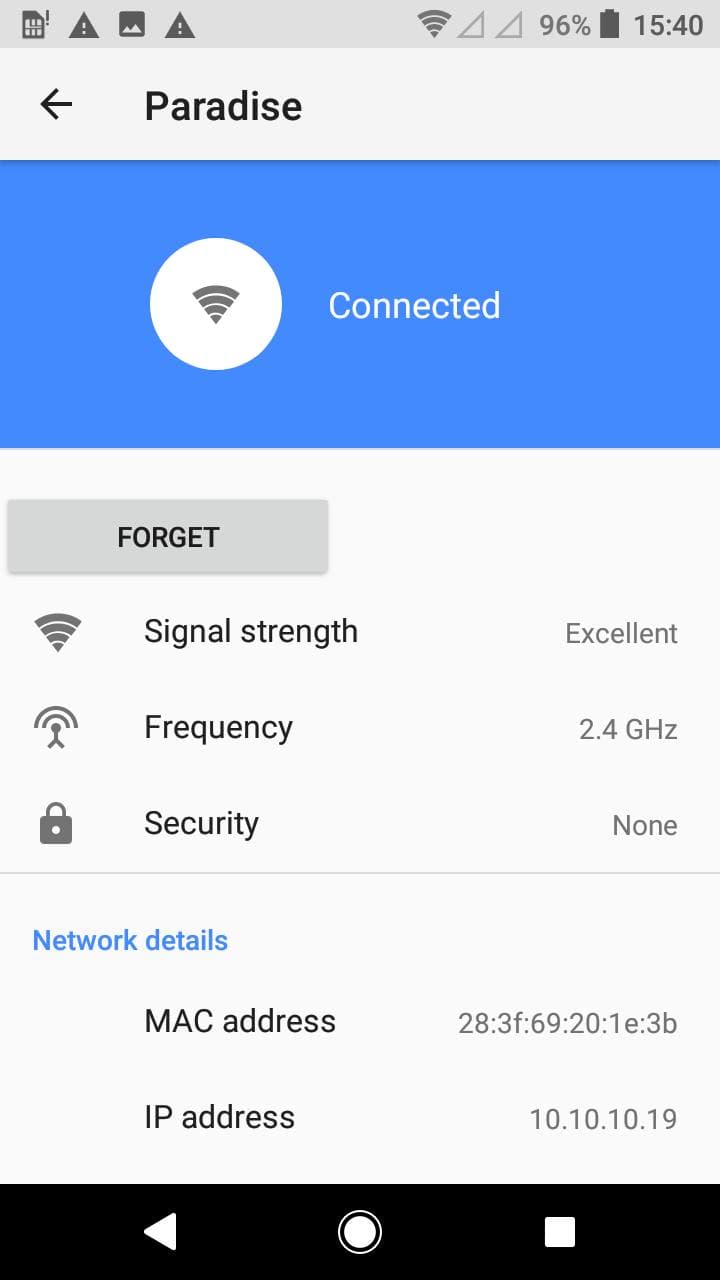 96% 15:40
Paradise
Connected
FORGET
Signal strength Excellent
Frequency 2.4 GHz
Security None
Network details
MAC address 28:3f:69:20:1e:3b
IP address 10.10.10.19